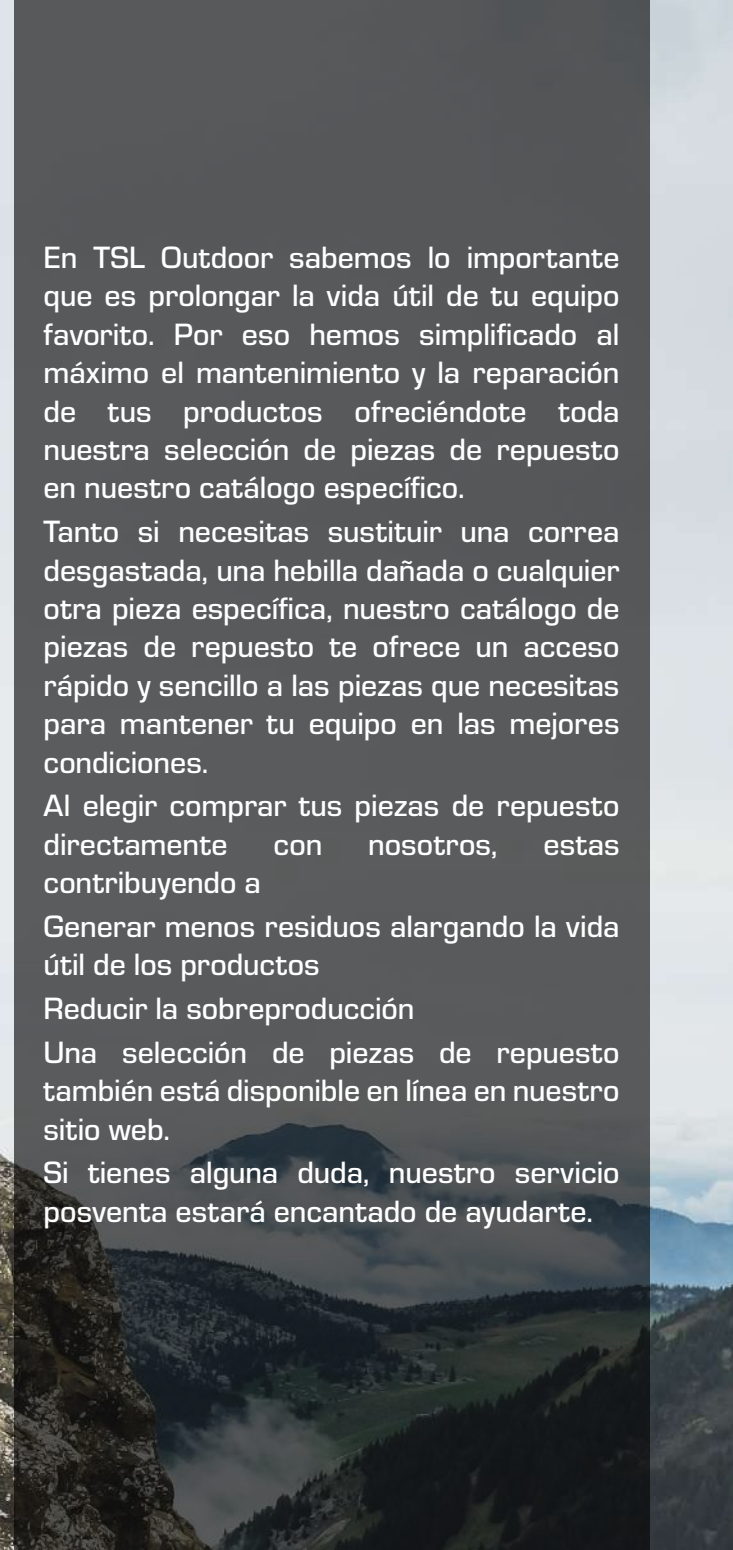 En TSL Outdoor sabemos lo importante
que es prolongar la vida útil de tu equipo
favorito. Por eso hemos simplificado al
máximo el mantenimiento y la reparación
de tus productos ofreciéndote toda
nuestra selección de piezas de repuesto
en nuestro catálogo específico.
Tanto si necesitas sustituir una correa
desgastada, una hebilla dañada o cualquier
otra pieza específica, nuestro catálogo de
piezas de repuesto te ofrece un acceso
rápido y sencillo a las piezas que necesitas
para mantener tu equipo en las mejores
condiciones.
Al elegir comprar tus piezas de repuesto
directamente con nosotros, estas
contribuyendo a
Generar menos residuos alargando la vida
útil de los productos
Reducir la sobreproducción
Una selección de piezas de repuesto
también está disponible en línea en nuestro
sitio web.
Si tienes alguna duda, nuestro servicio
posventa estará encantado de ayudarte.